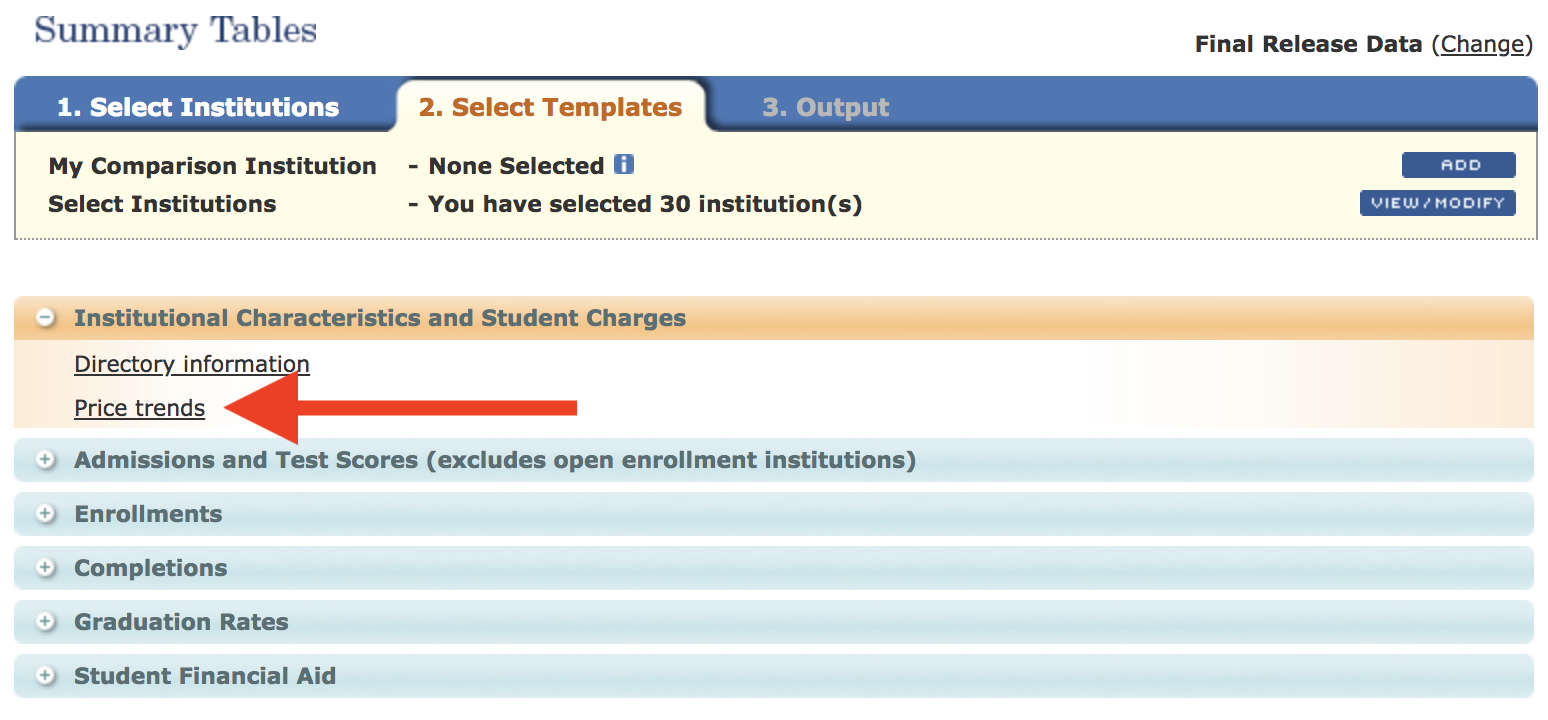 Summary Tables
Final Release Data (Change)
1. Select Institutions 2. Select Templates 3. Output
My Comparison Institution - None Selected i ADD
Select Institutions - You have selected 30 institution(s) VIEW/MODIFY
Institutional Characteristics and Student Charges
Directory information
Price trends
Admissions and Test Scores (excludes open enrollment institutions)
Enrollments
Completions
Graduation Rates
Student Financial Aid